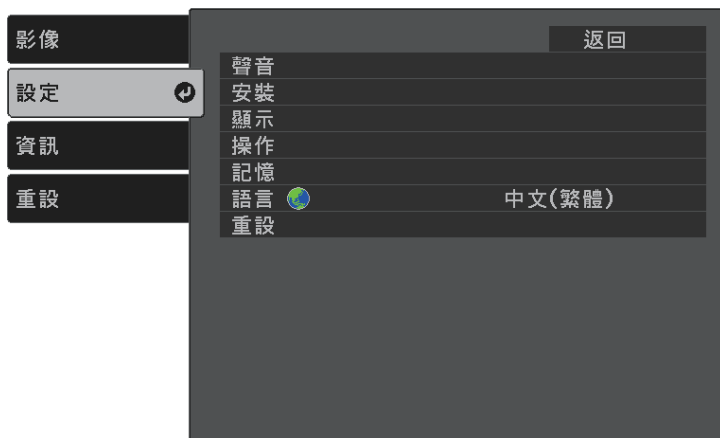 影像
設定
資訊
重設
返回
聲音
安裝
顯示
操作
記憶
語言 中文(繁體)
重設